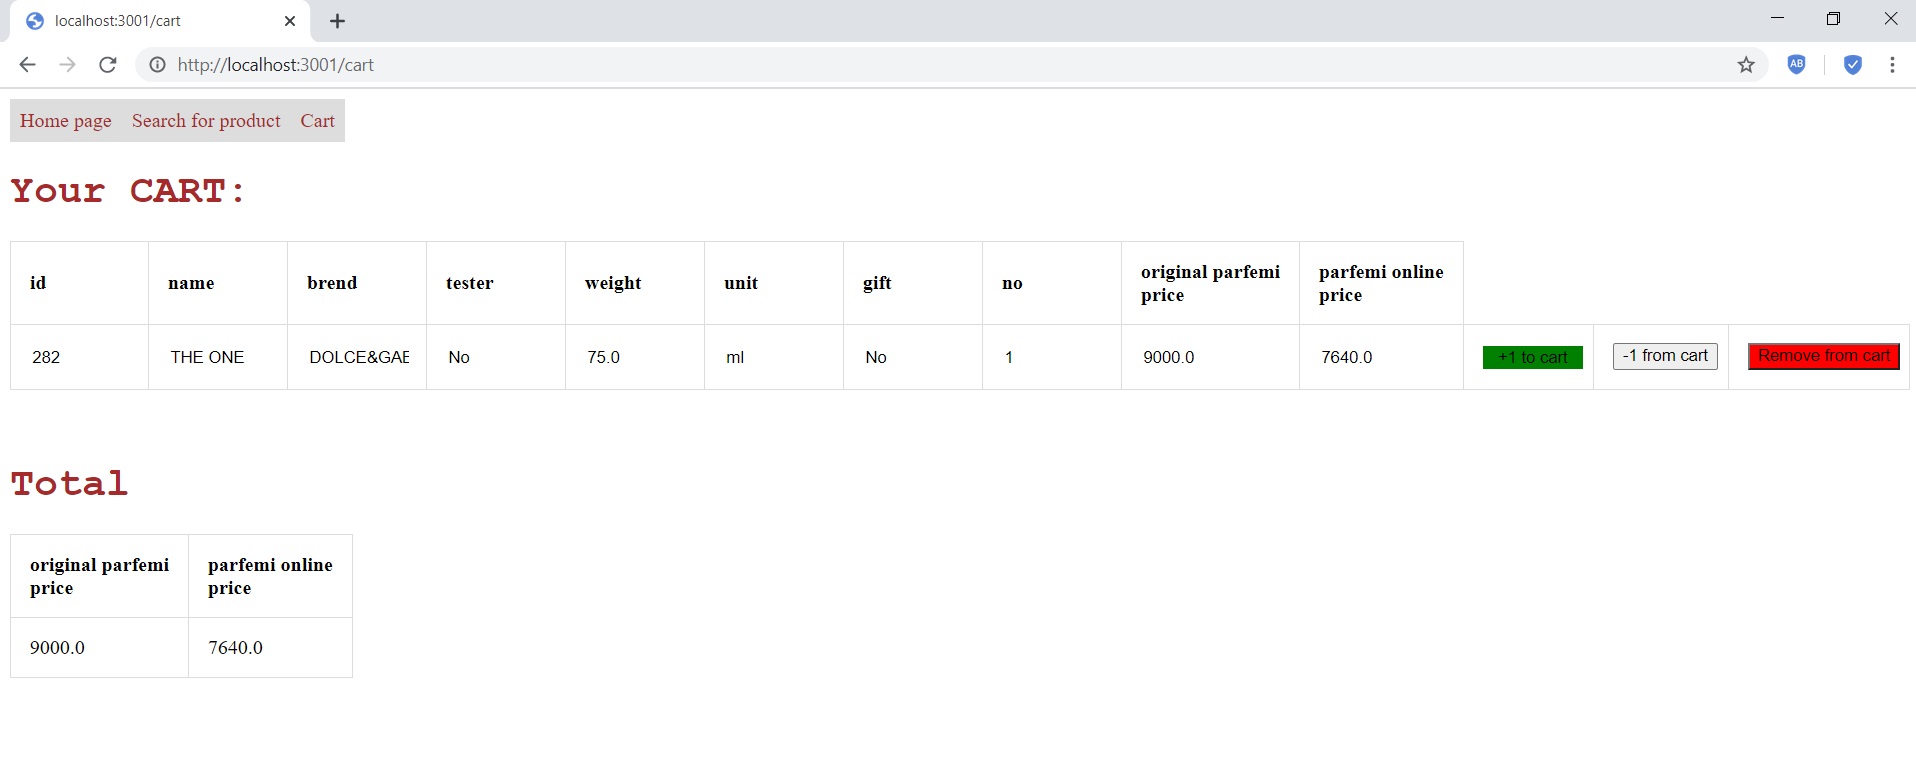 localhost:3001/cart
http://localhost:3001/cart
AB
Home page Search for product Cart
Your CART:
id name brend tester weight unit gift no original parfemi price parfemi online price
282 THE ONE DOLCE&GAB No 75.0 ml No 1 9000.0 7640.0 +1 to cart -1 from cart Remove from cart
Total
original parfemi price parfemi online price
9000.0 7640.0